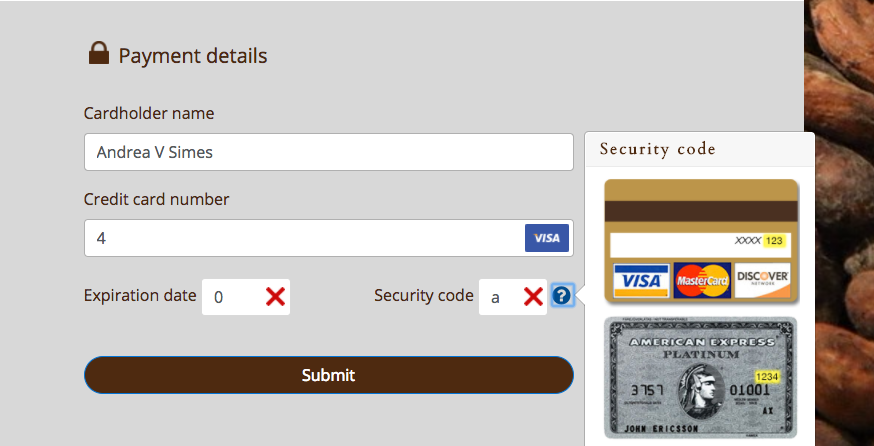 Payment details
Cardholder name
Andrea V Simes
Credit card number
4
VISA
Expiration date 0
Security code a ?
Submit
Security code
XXXX 123
VISA MasterCard DISCOVER
NETWORK
AMERICAN EXPRESS
PLATINUM
1234
3757 01001
AX
JOHN ERICSSON